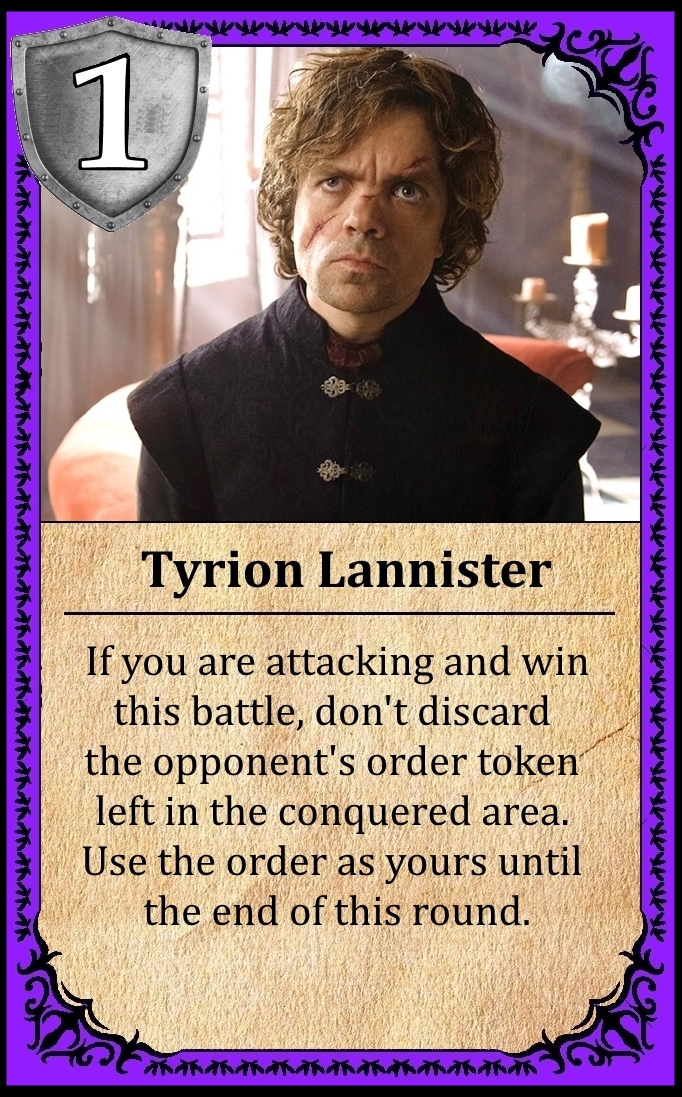 1
Tyrion Lannister
If you are attacking and win
this battle, don't discard
the opponent's order token
left in the conquered area.
Use the order as yours until
the end of this round.